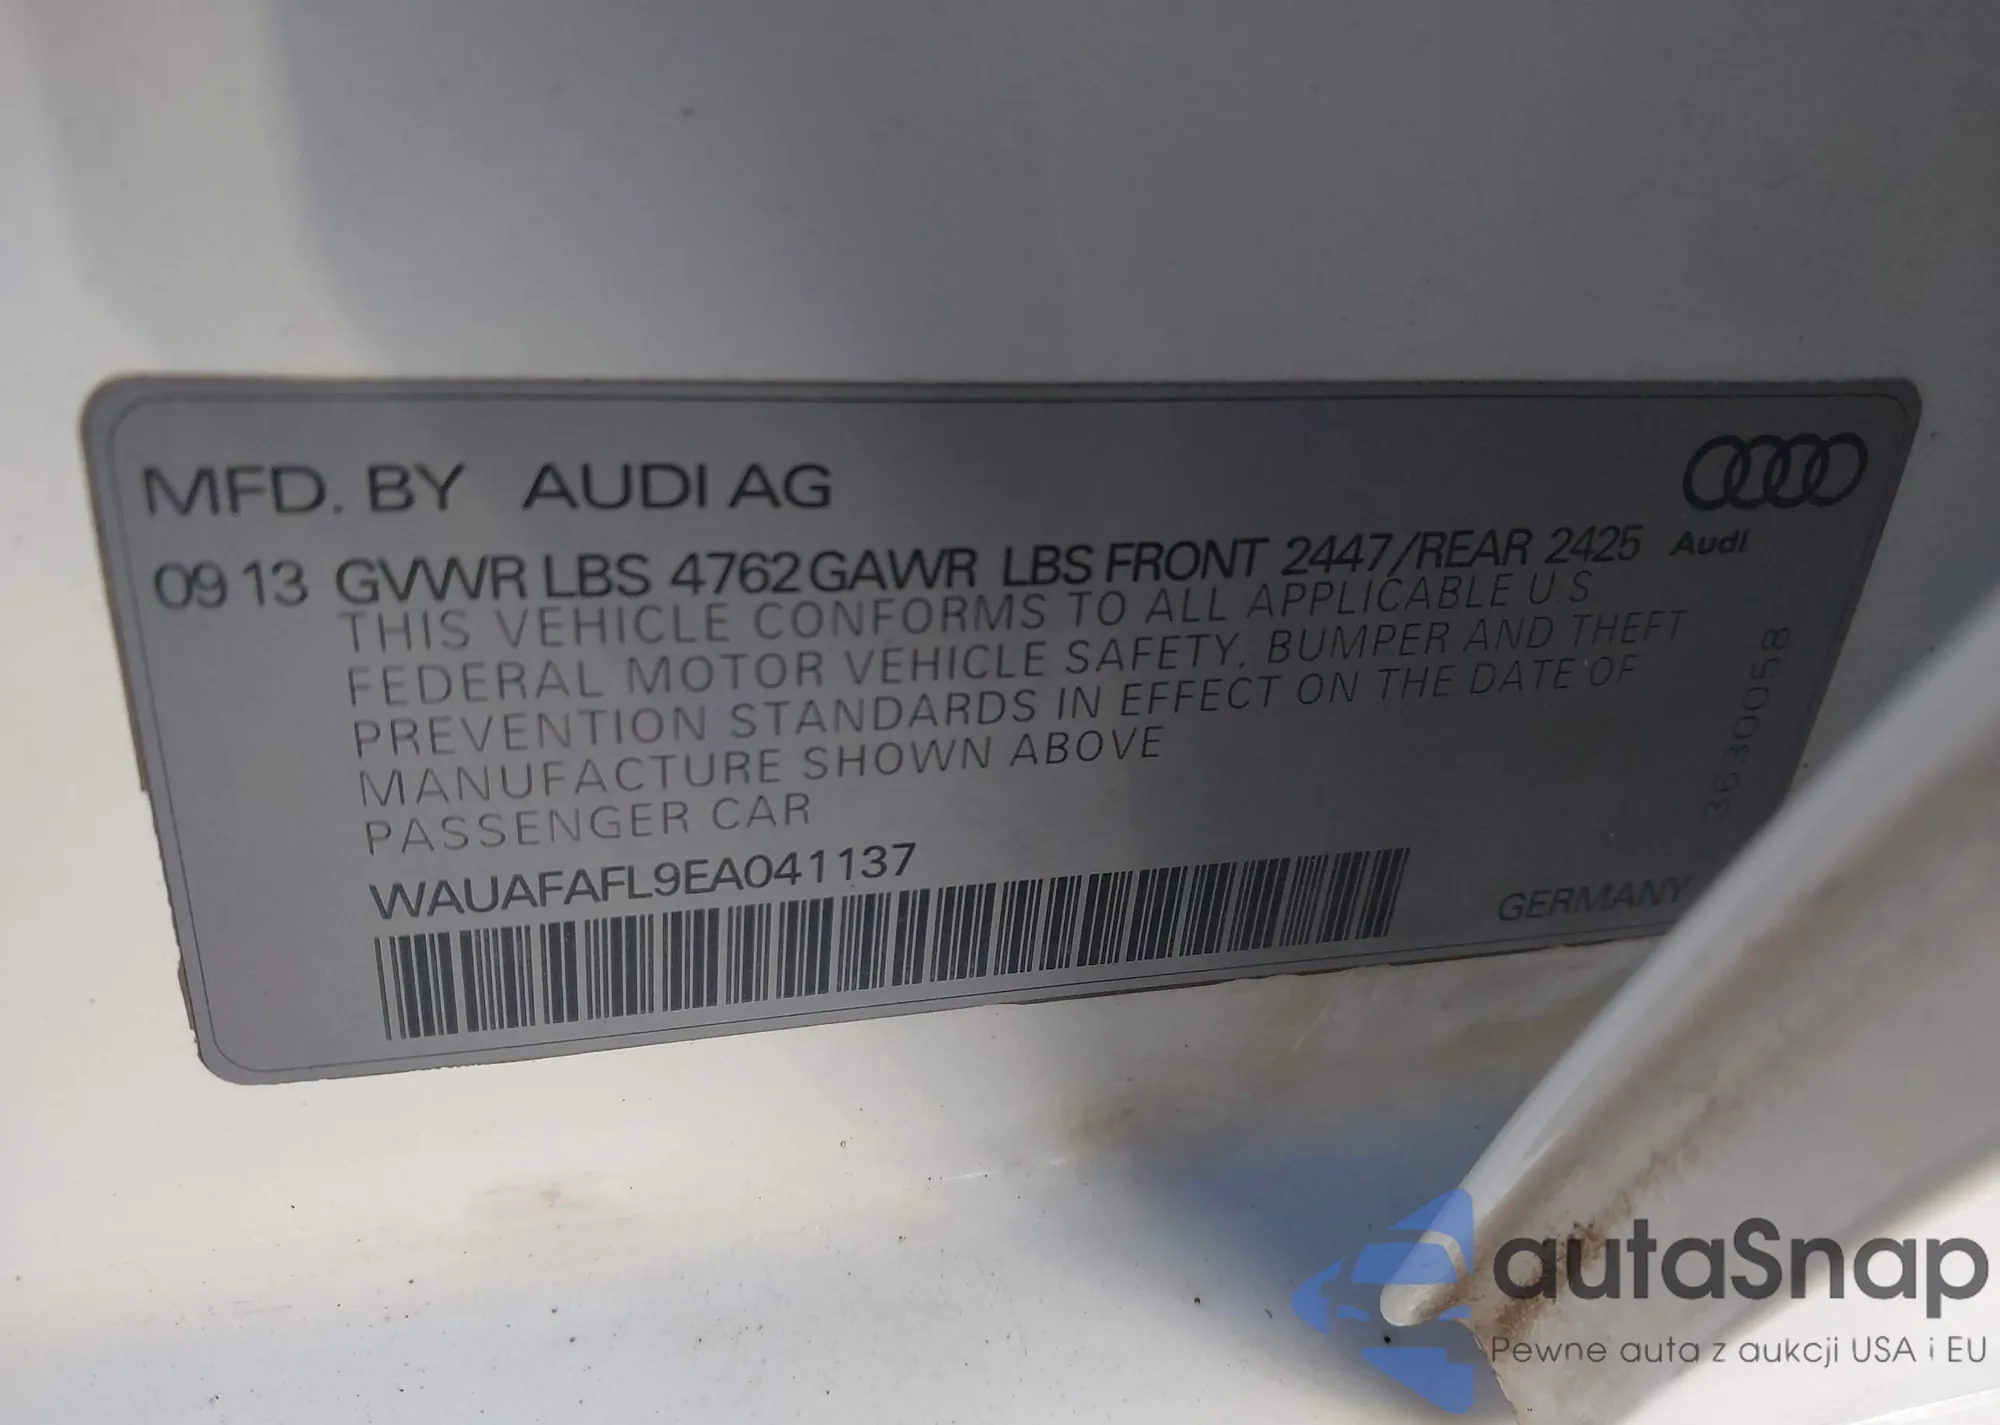 MFD. BY AUDI AG
09 13 GVWR LBS 4762 GAWR LBS FRONT 2447/REAR 2425 Audi
THIS VEHICLE CONFORMS TO ALL APPLICABLE U.S.
FEDERAL MOTOR VEHICLE SAFETY, BUMPER AND THEFT
PREVENTION STANDARDS IN EFFECT ON THE DATE OF
MANUFACTURE SHOWN ABOVE
PASSENGER CAR
WAUAFAFL9EA041137
GERMANY
3630058
autaSnap
Pewne auta z aukcji USA i EU